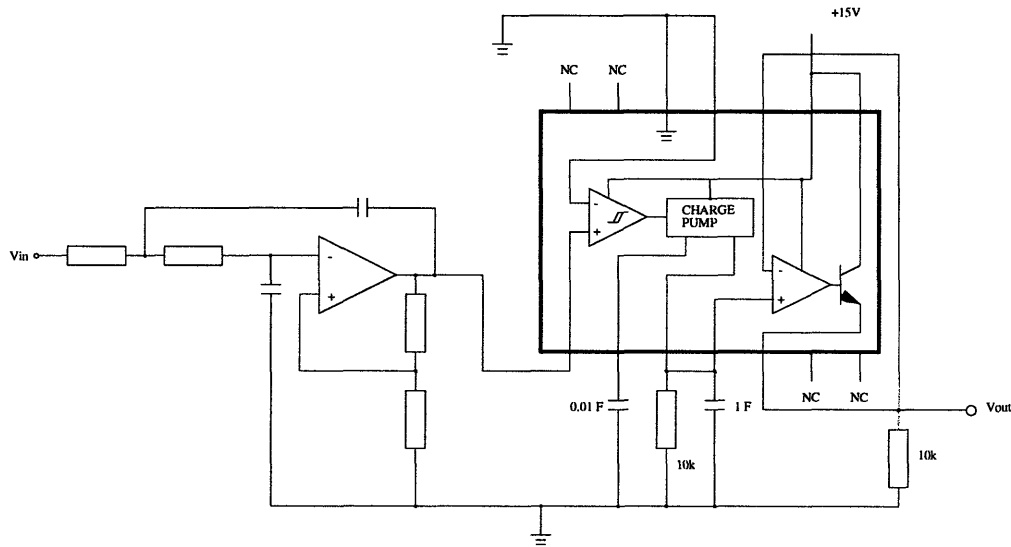 +15V
NC
NC
CHARGE
PUMP
-
+
Vin
-
+
-
+
NC
NC
0.01 F
1 F
10k
Vout
10k